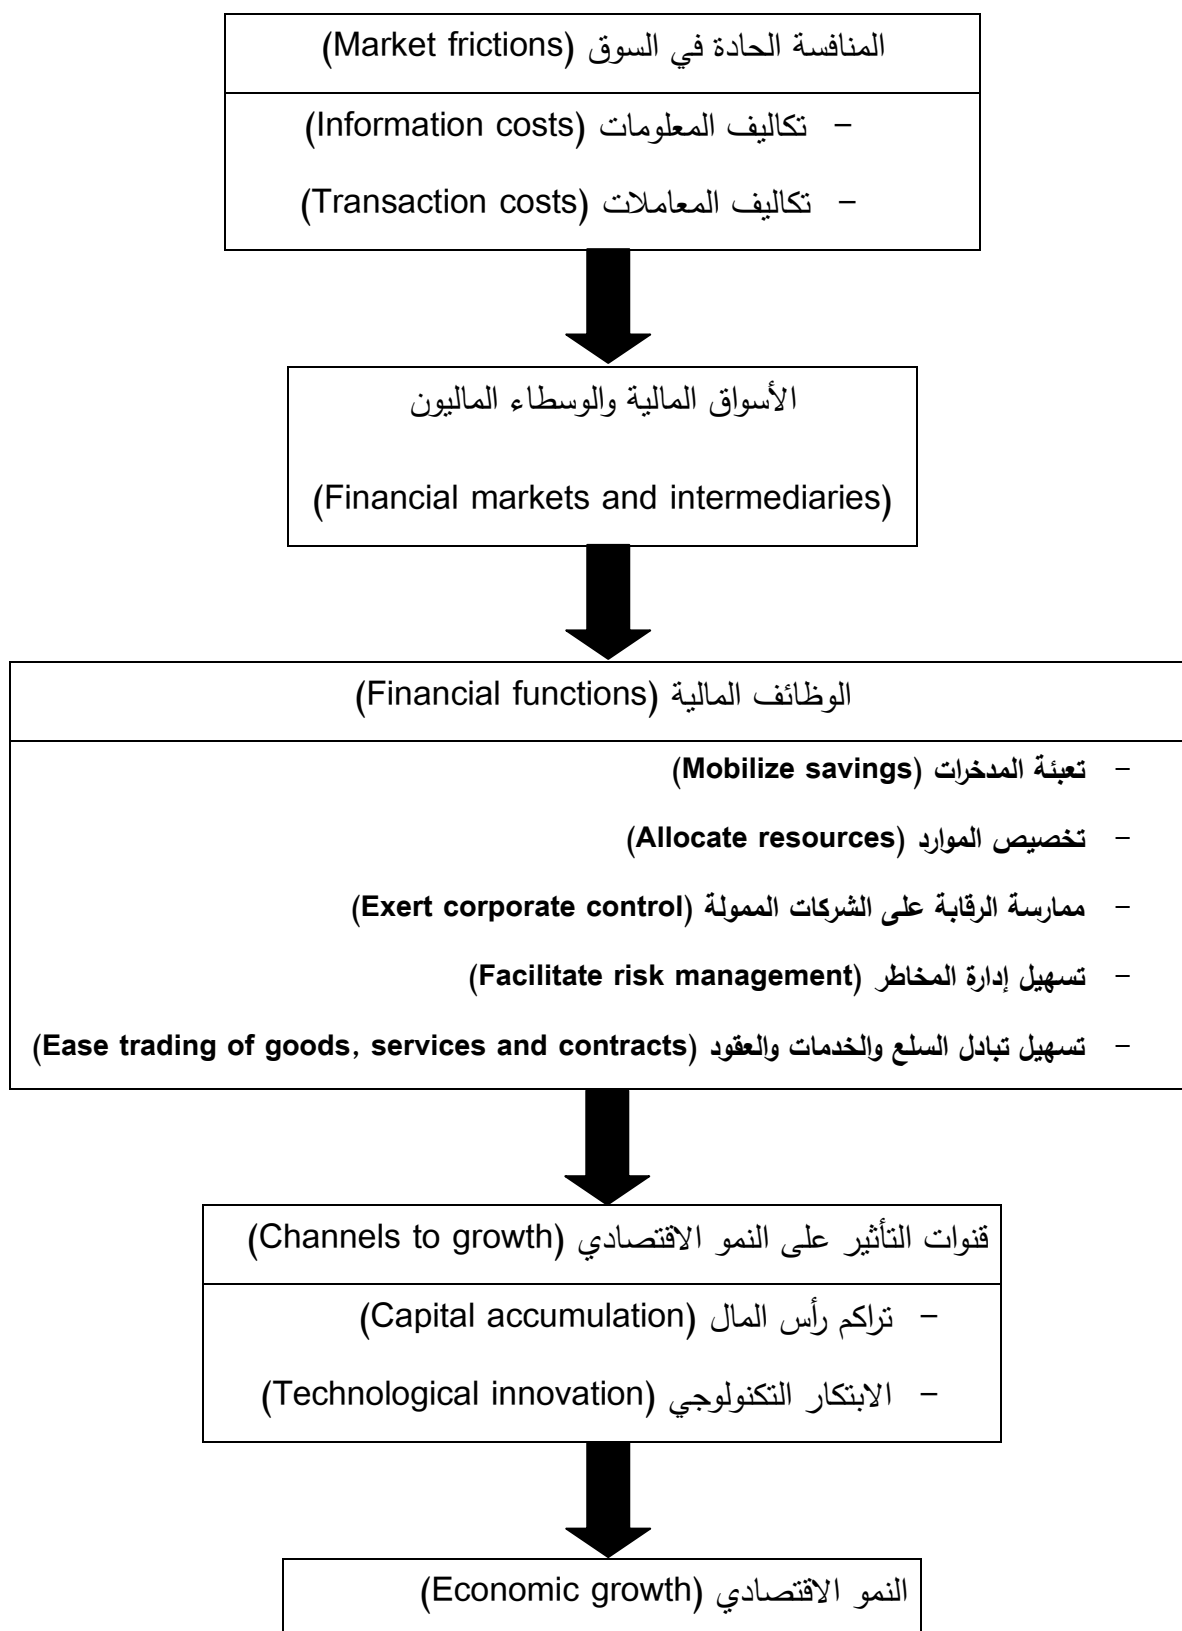 المنافسة الحادة في السوق (Market frictions)
- تكاليف المعلومات (Information costs)
- تكاليف المعاملات (Transaction costs)
الأسواق المالية والوسطاء الماليون
(Financial markets and intermediaries)
الوظائف المالية (Financial functions)
- تعبئة المدخرات (Mobilize savings)
- تخصيص الموارد (Allocate resources)
- ممارسة الرقابة على الشركات الممولة (Exert corporate control)
- تسهيل إدارة المخاطر (Facilitate risk management)
- تسهيل تبادل السلع والخدمات والعقود (Ease trading of goods, services and contracts)
قنوات التأثير على النمو الاقتصادي (Channels to growth)
- تراكم رأس المال (Capital accumulation)
- الابتكار التكنولوجي (Technological innovation)
النمو الاقتصادي (Economic growth)